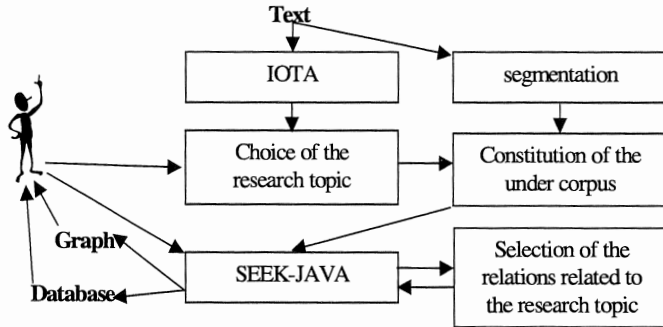 Text
IOTA
segmentation
Choice of the
research topic
Constitution of the
under corpus
Graph
Database
SEEK-JAVA
Selection of the
relations related to
the research topic